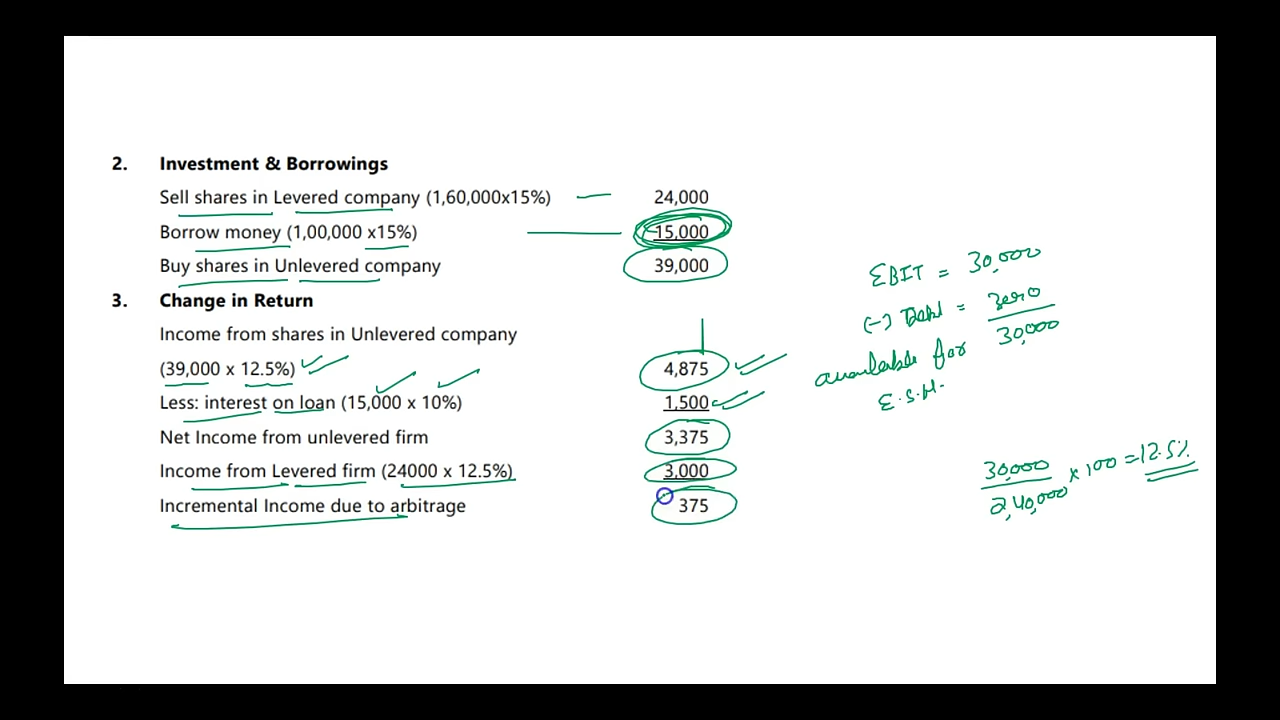 2. Investment & Borrowings
Sell shares in Levered company (1,60,000x15%) 24,000
Borrow money (1,00,000 x15%) 15,000
Buy shares in Unlevered company 39,000
3. Change in Return
Income from shares in Unlevered company
(39,000 x 12.5%) 4,875
Less: interest on loan (15,000 x 10%) 1,500
Net Income from unlevered firm 3,375
Income from Levered firm (24000 x 12.5%) 3,000
Incremental Income due to arbitrage 375
EBIT = 30,000
(-) Debt = Zero
30,000
available for
E.S.H.
30,000
2,40,000 x 100 = 12.5%